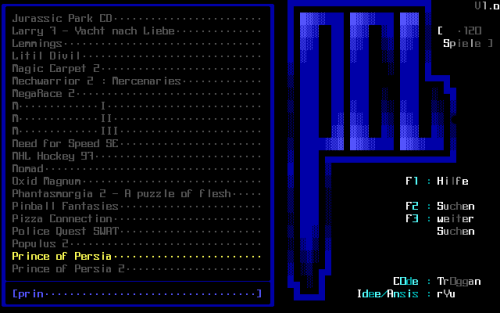 Jurassic Park CD
Larry 7 - Yacht nach Liebe
Lemmings
Litil Divil
Magic Carpet 2
Mechwarrior 2 : Mercenaries
MegaRace 2
M I
M II
M III
Need for Speed SE
NHL Hockey 97
Nomad
Oxid Magnum
Phantasmorgia 2 - A puzzle of flesh
Pinball Fantasies
Pizza Connection
Police Quest SWAT
Populus 2
Prince of Persia
Prince of Persia 2
[prin ]
V1.0
[ ·120
Spiele ]
F1 : Hilfe
F2 : Suchen
F3 : weiter
Suchen
COde : TrOggan
Idee/Ansis : rYu